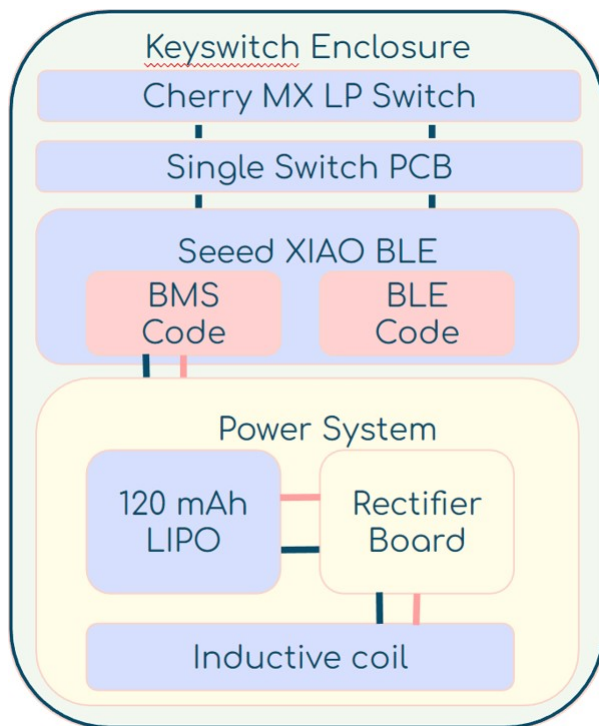 Keyswitch Enclosure
Cherry MX LP Switch
Single Switch PCB
Seeed XIAO BLE
BMS
Code
BLE
Code
Power System
120 mAh
LIPO
Rectifier
Board
Inductive coil